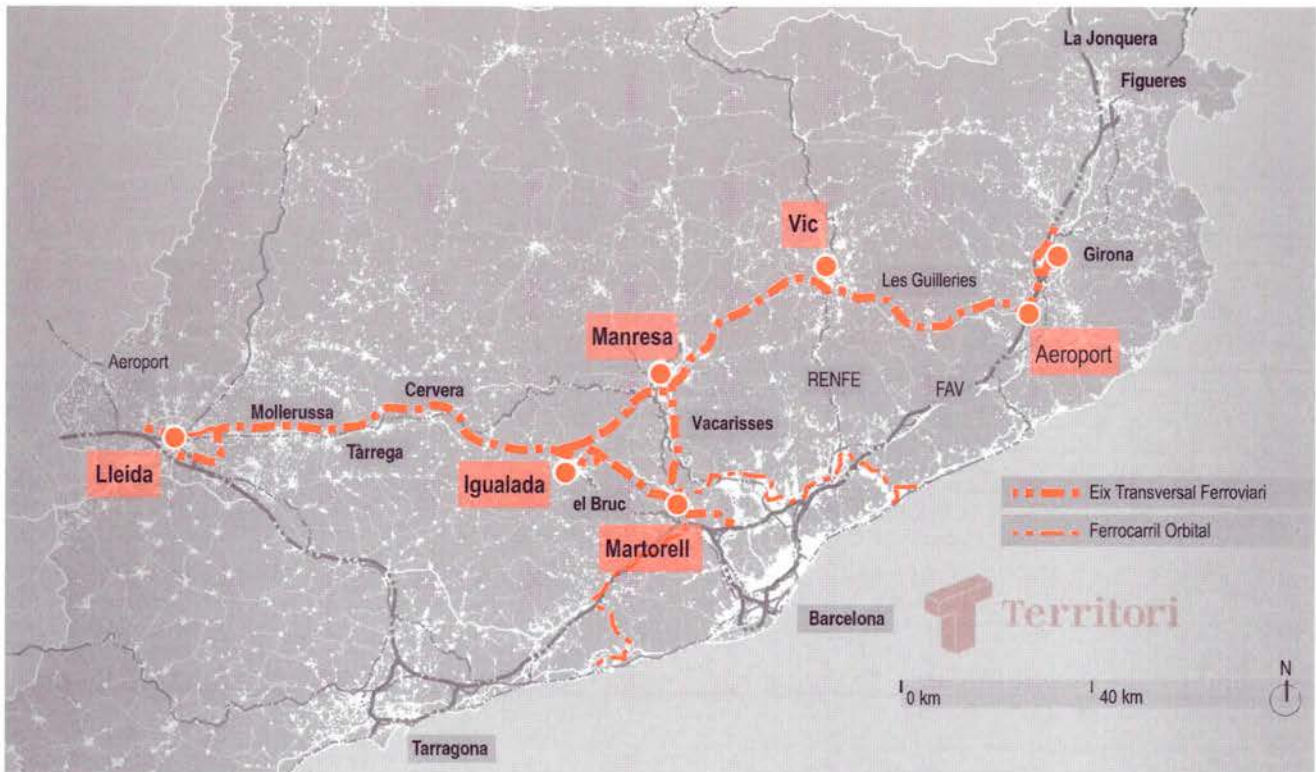 La Jonquera
Figueres
Vic
Girona
Les Guilleries
Manresa
Aeroport
Aeroport
RENFE
FAV
Cervera
Mollerussa
Vacarisses
Tàrrega
Lleida
Igualada
el Bruc
Eix Transversal Ferroviari
Ferrocarril Orbital
Martorell
Barcelona
Territori
0 km
40 km
N
Tarragona